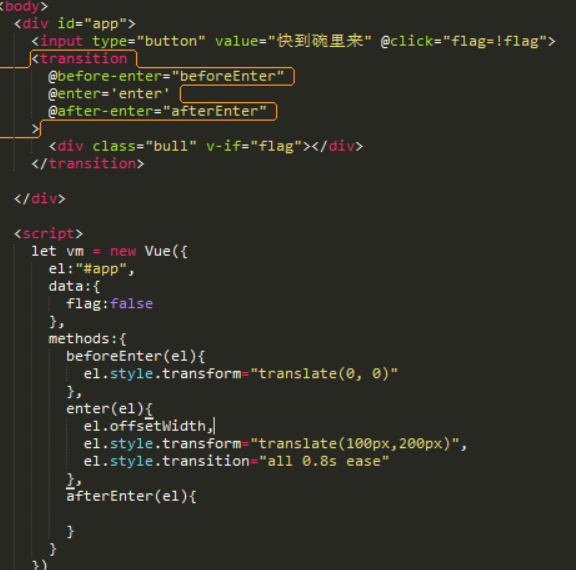 <body>
<div id="app">
<input type="button" value="快到碗里来" @click="flag=!flag">
<transition
@before-enter="beforeEnter"
@enter='enter'
@after-enter="afterEnter"
>
<div class="bull" v-if="flag"></div>
</transition>
</div>
<script>
let vm = new Vue({
el:"#app",
data:{
flag:false
},
methods:{
beforeEnter(el){
el.style.transform="translate(0, 0)"
},
enter(el){
el.offsetWidth,
el.style.transform="translate(100px,200px)",
el.style.transition="all 0.8s ease"
},
afterEnter(el){
}
}
})